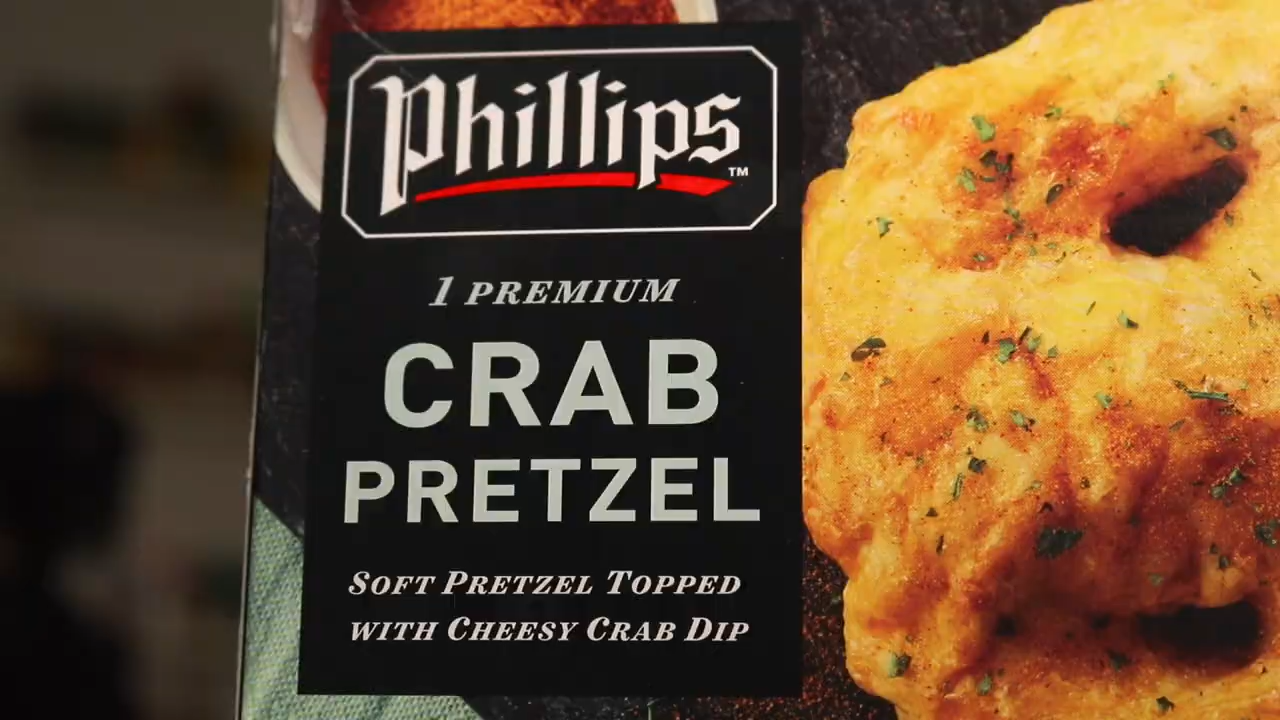 Phillips™
1 PREMIUM
CRAB
PRETZEL
SOFT PRETZEL TOPPED
WITH CHEESY CRAB DIP